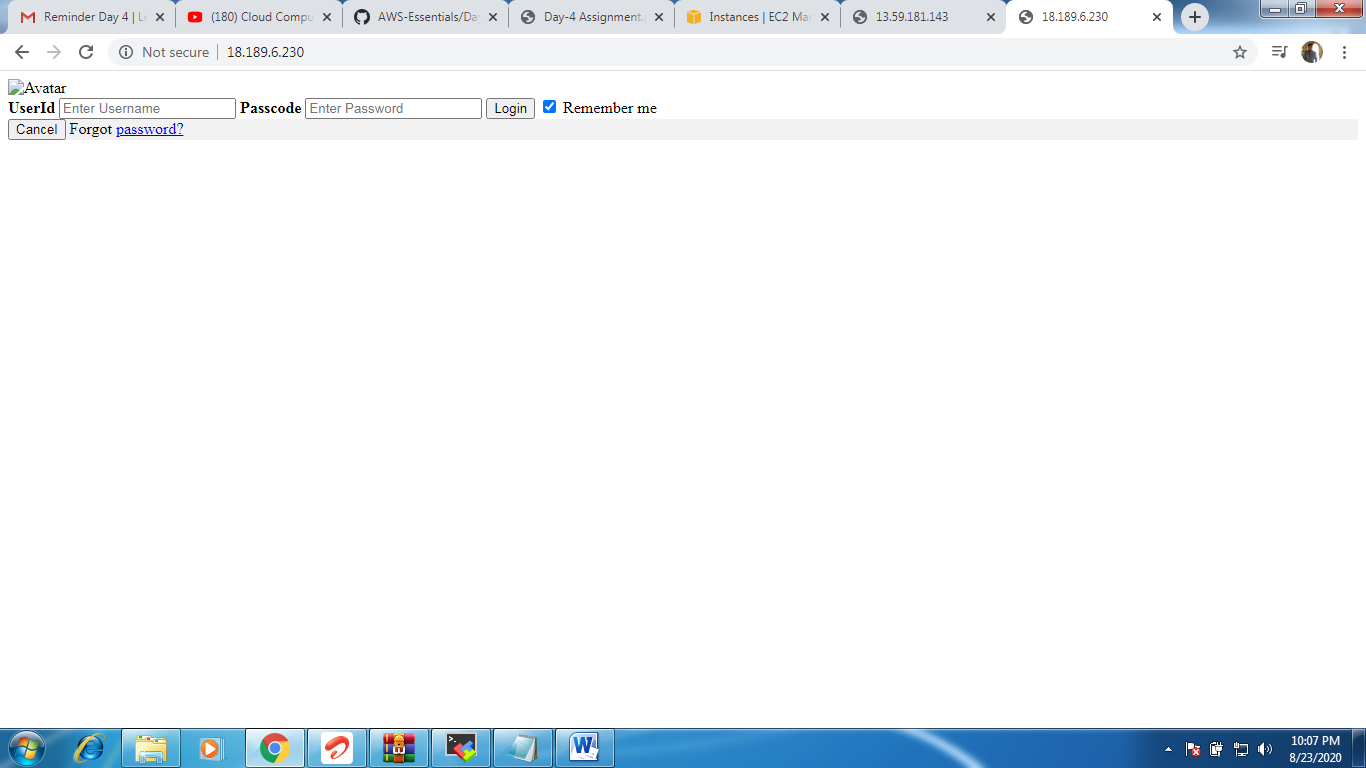 Reminder Day 4 | Le
(180) Cloud Compu
AWS-Essentials/Day
Day-4 Assignment.
Instances | EC2 Ma
13.59.181.143
18.189.6.230
Not secure
18.189.6.230
Avatar
UserId Enter Username Passcode Enter Password Login Remember me
Cancel Forgot password?
10:07 PM
8/23/2020